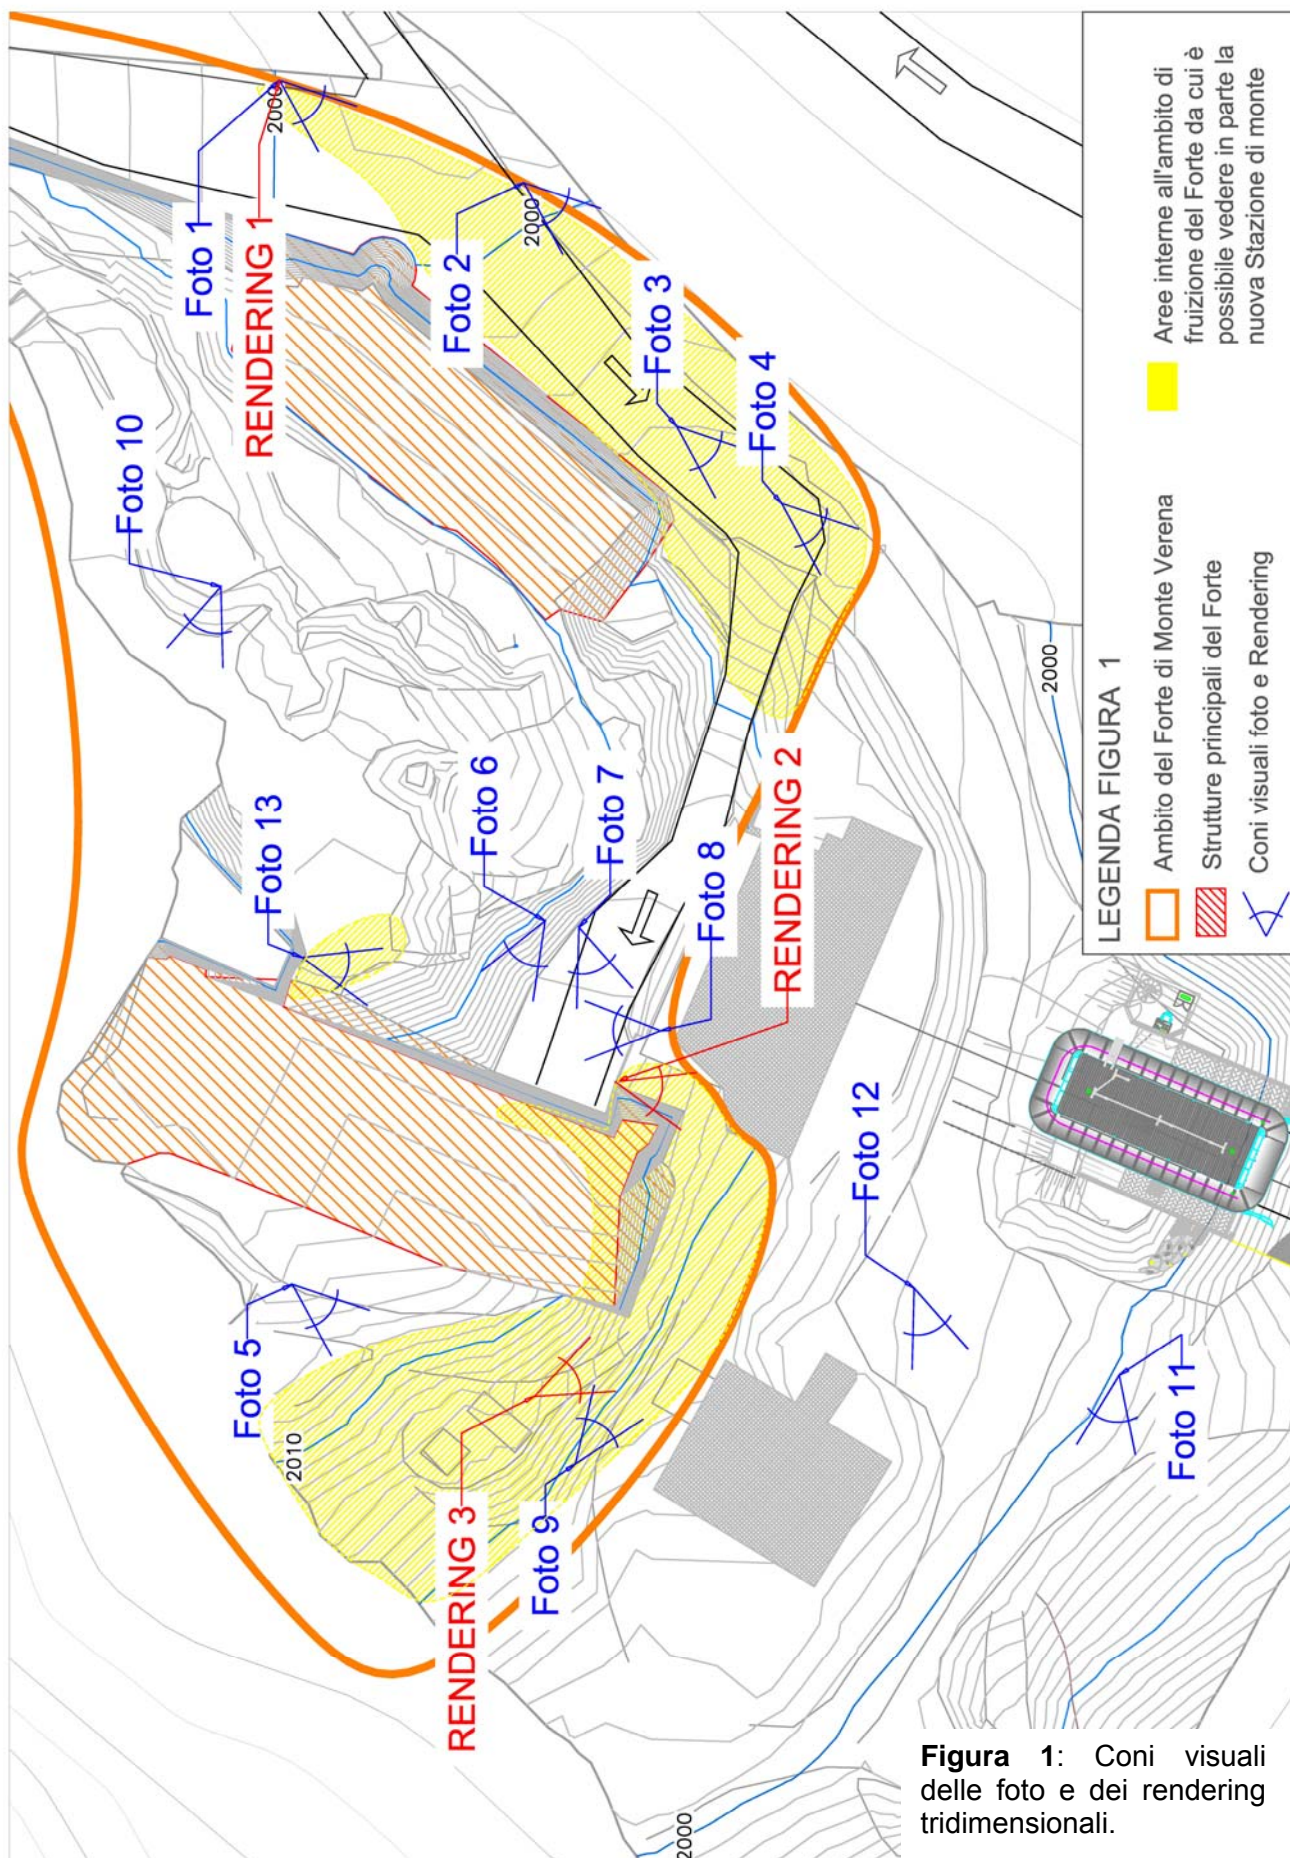 Foto 1
RENDERING 1
2000
Foto 2
2000
Foto 3
Foto 4
Foto 10
Foto 13
Foto 6
Foto 7
Foto 8
RENDERING 2
Foto 12
Foto 5
2010
RENDERING 3
Foto 9
Foto 11
2000
2000
LEGENDA FIGURA 1
Ambito del Forte di Monte Verena
Strutture principali del Forte
Coni visuali foto e Rendering
Aree interne all'ambito di
fruizione del Forte da cui è
possibile vedere in parte la
nuova Stazione di monte
Figura 1: Coni visuali
delle foto e dei rendering
tridimensionali.